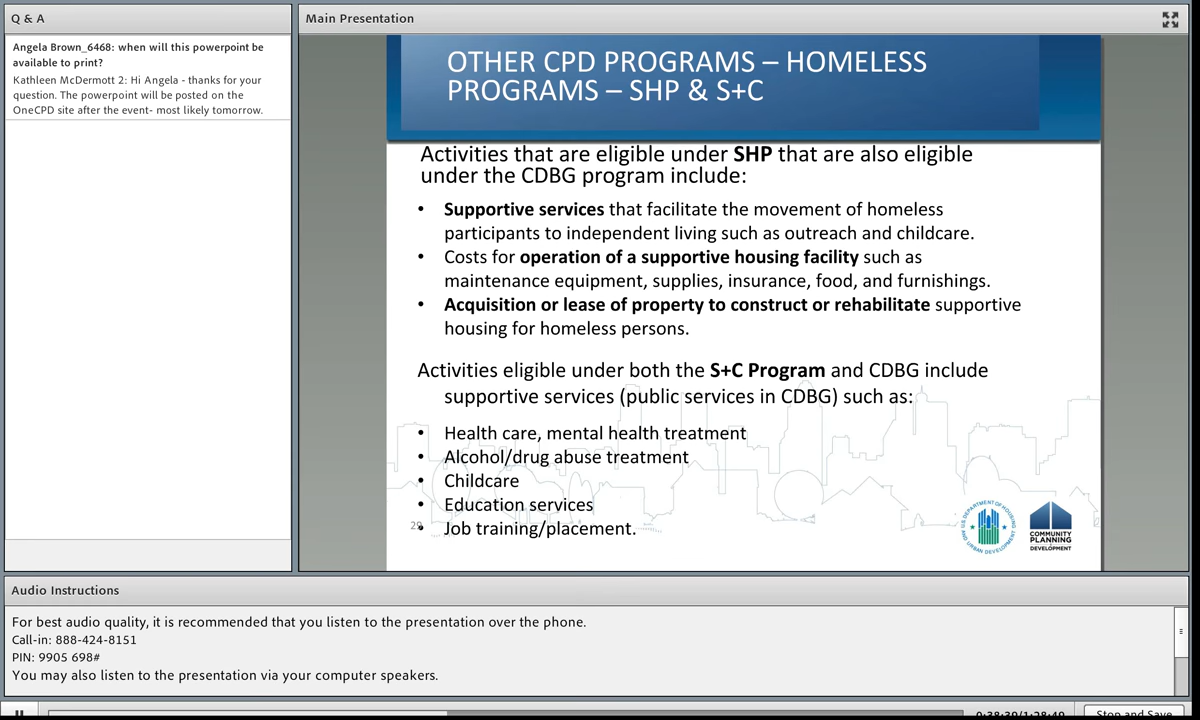 Q & A
Angela Brown_6468: when will this powerpoint be
available to print?
Kathleen McDermott 2: Hi Angela - thanks for your
question. The powerpoint will be posted on the
OneCPD site after the event- most likely tomorrow.
Main Presentation
OTHER CPD PROGRAMS – HOMELESS
PROGRAMS – SHP & S+C
Activities that are eligible under SHP that are also eligible
under the CDBG program include:
• Supportive services that facilitate the movement of homeless
participants to independent living such as outreach and childcare.
• Costs for operation of a supportive housing facility such as
maintenance equipment, supplies, insurance, food, and furnishings.
• Acquisition or lease of property to construct or rehabilitate supportive
housing for homeless persons.
Activities eligible under both the S+C Program and CDBG include
supportive services (public services in CDBG) such as:
• Health care, mental health treatment
• Alcohol/drug abuse treatment
• Childcare
• Education services
• Job training/placement.
U.S. DEPARTMENT OF HOUSING AND URBAN DEVELOPMENT
COMMUNITY
PLANNING
DEVELOPMENT
Audio Instructions
For best audio quality, it is recommended that you listen to the presentation over the phone.
Call-in: 888-424-8151
PIN: 9905 698#
You may also listen to the presentation via your computer speakers.
Stop and Save